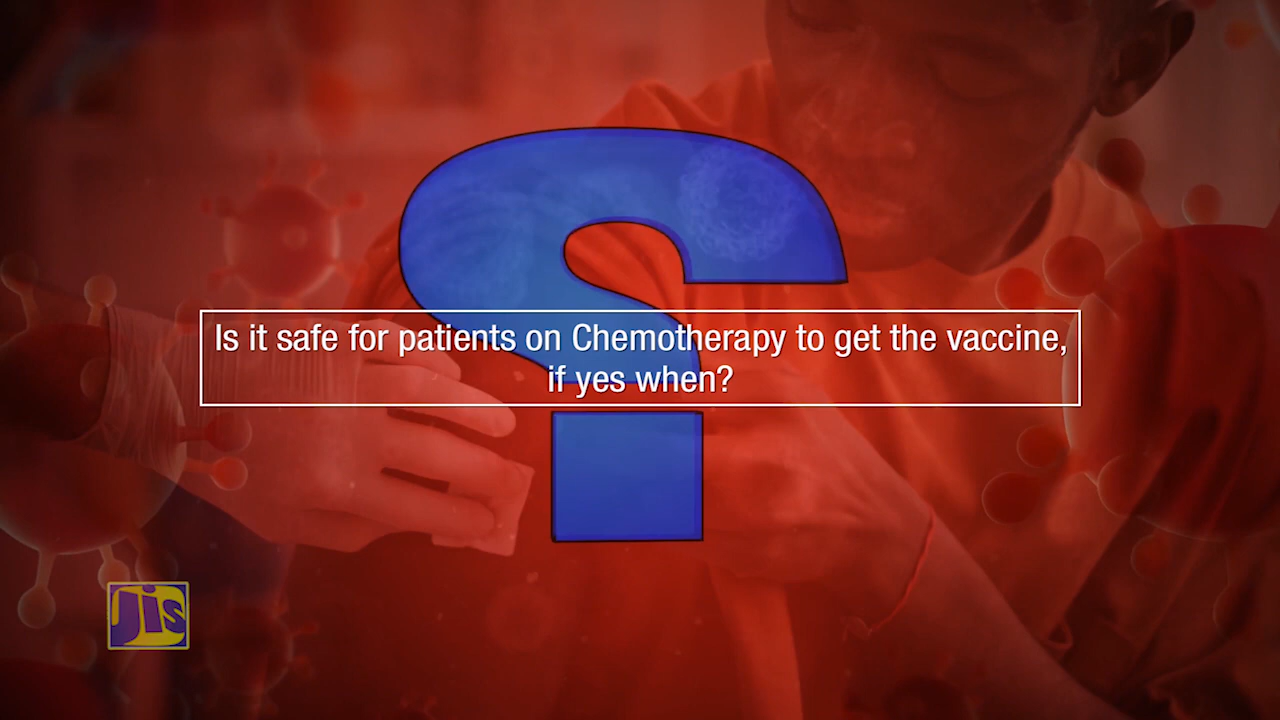 Is it safe for patients on Chemotherapy to get the vaccine,
if yes when?
Jis